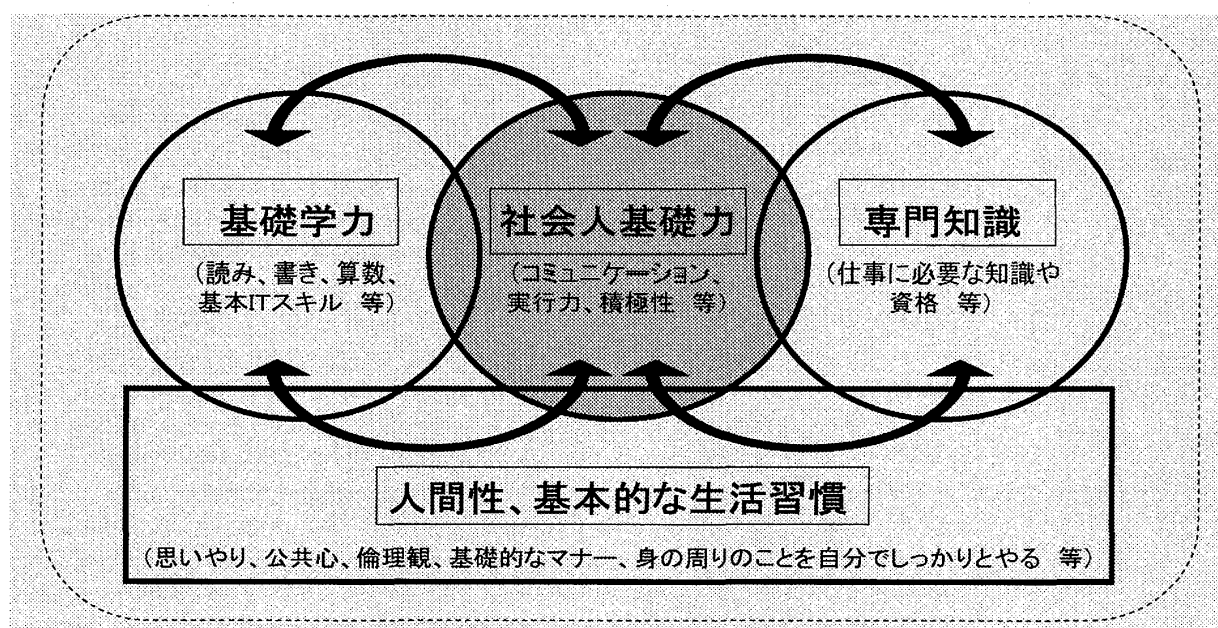 基礎学力
(読み、書き、算数、
基本ITスキル 等)
社会人基礎力
(コミュニケーション、
実行力、積極性 等)
専門知識
(仕事に必要な知識や
資格 等)
人間性、基本的な生活習慣
(思いやり、公共心、倫理観、基礎的なマナー、身の周りのことを自分でしっかりとやる 等)